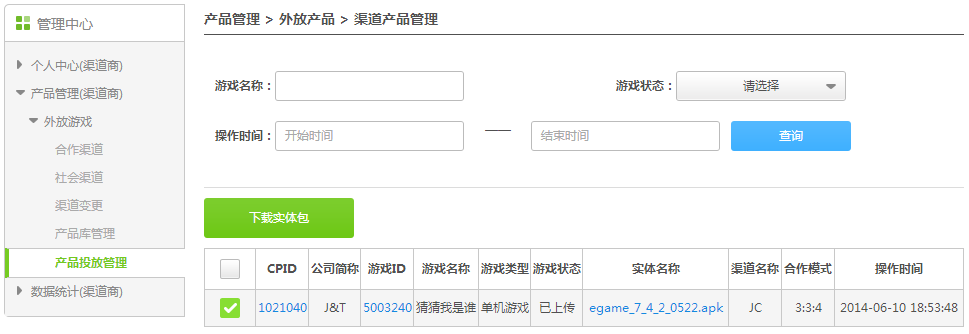 管理中心
个人中心(渠道商)
产品管理(渠道商)
外放游戏
合作渠道
社会渠道
渠道变更
产品库管理
产品投放管理
数据统计(渠道商)
产品管理 > 外放产品 > 渠道产品管理
游戏名称： 游戏状态： 请选择
操作时间： 开始时间 —— 结束时间 查询
下载实体包
CPID 公司简称 游戏ID 游戏名称 游戏类型 游戏状态 实体名称 渠道名称 合作模式 操作时间
1021040 J&T 5003240 猜猜我是谁 单机游戏 已上传 egame_7_4_2_0522.apk JC 3:3:4 2014-06-10 18:53:48